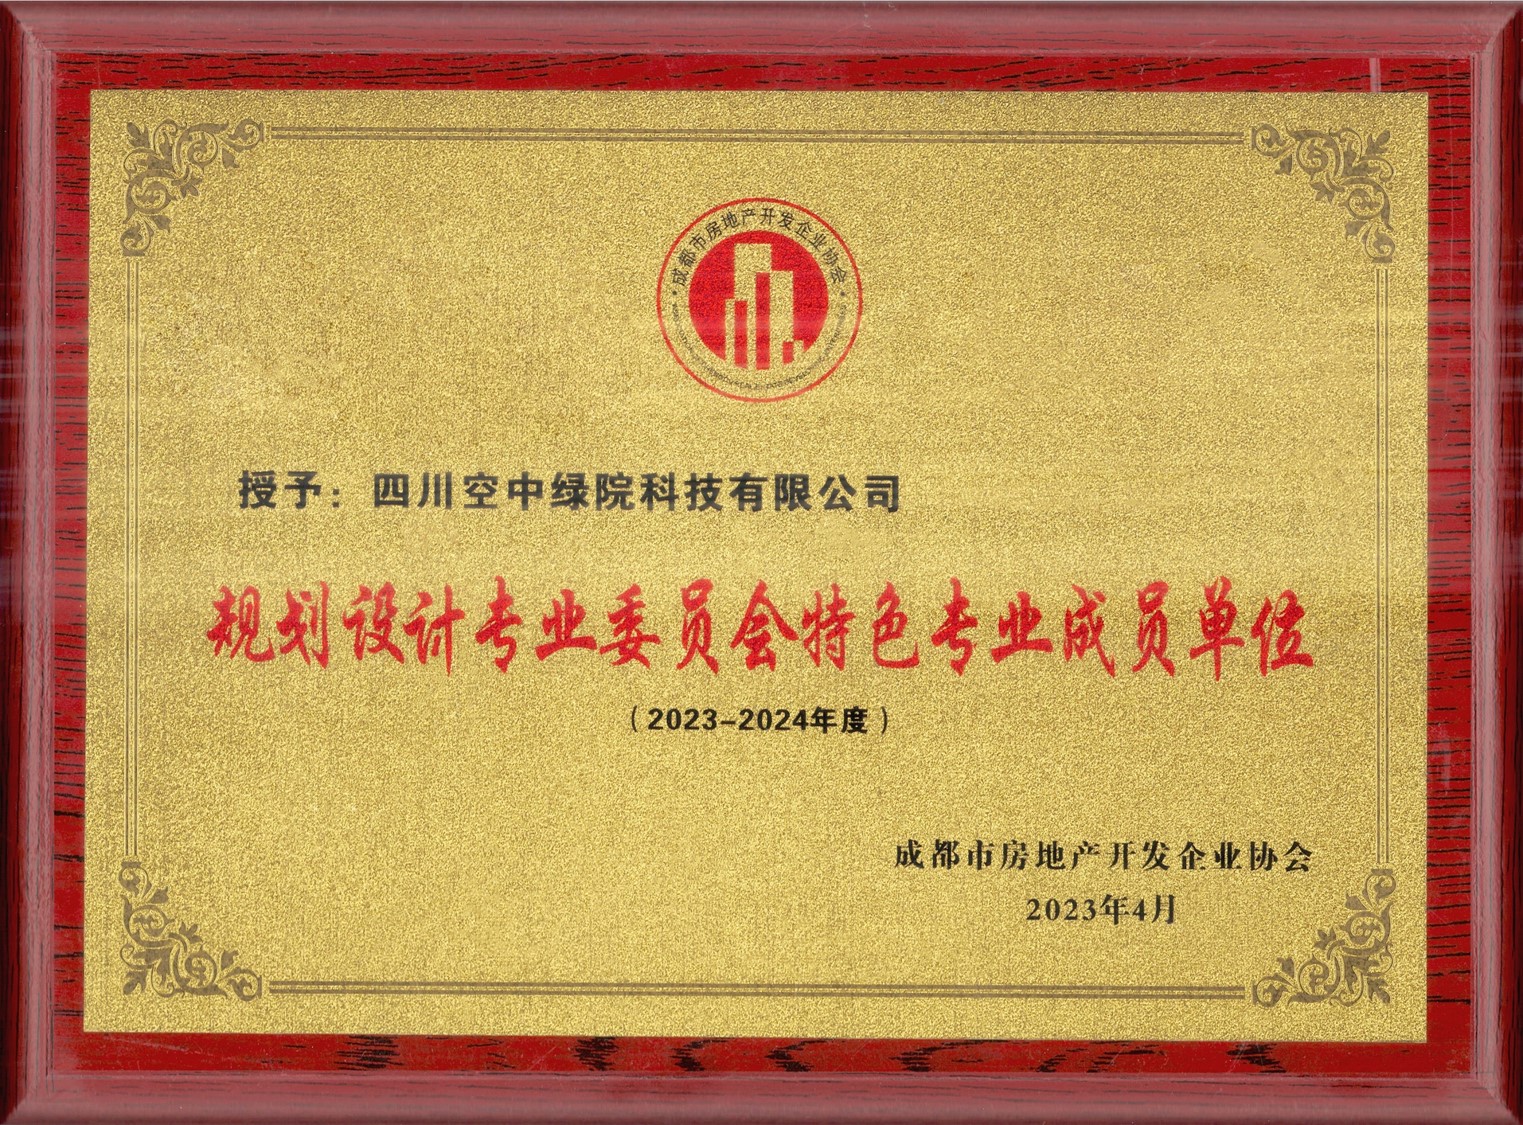 成都市房地产开发企业协会
授予：四川空中绿院科技有限公司
规划设计专业委员会特色专业成员单位
（2023-2024年度）
成都市房地产开发企业协会
2023年4月